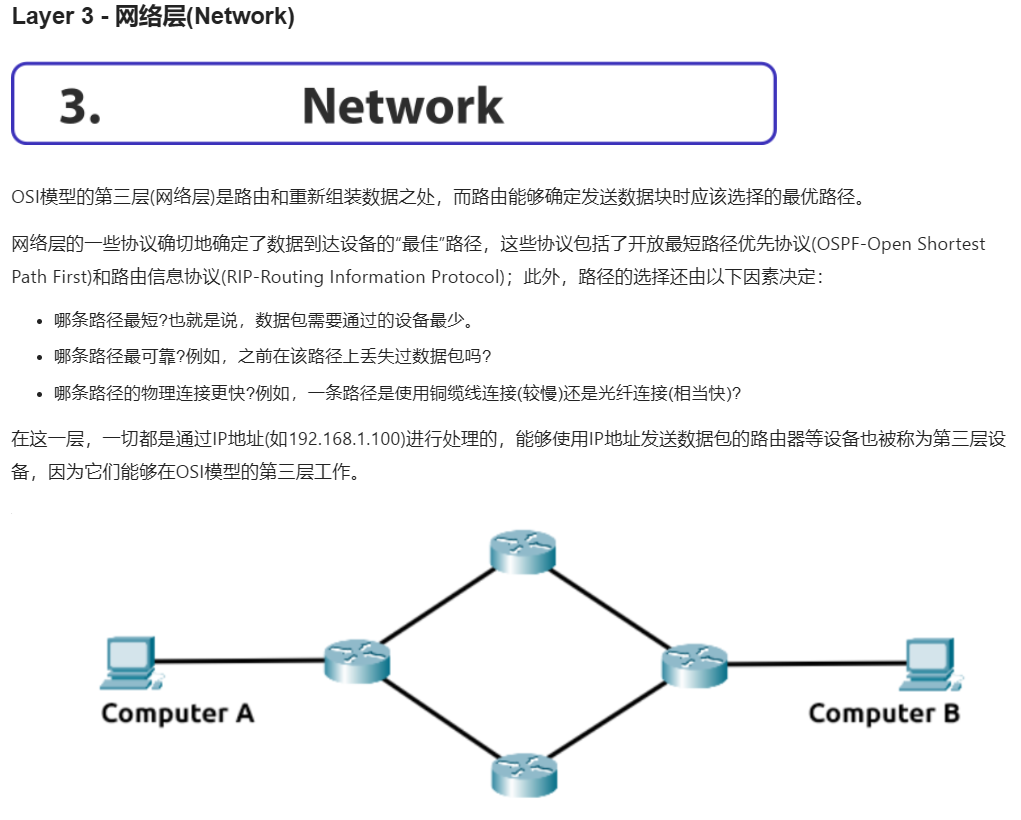 Layer 3 - 网络层(Network)
3. Network
OSI模型的第三层(网络层)是路由和重新组装数据之处，而路由能够确定发送数据块时应该选择的最优路径。
网络层的一些协议确切地确定了数据到达设备的“最佳”路径，这些协议包括了开放最短路径优先协议(OSPF-Open Shortest
Path First)和路由信息协议(RIP-Routing Information Protocol)；此外，路径的选择还由以下因素决定：
• 哪条路径最短?也就是说，数据包需要通过的设备最少。
• 哪条路径最可靠?例如，之前在该路径上丢失过数据包吗?
• 哪条路径的物理连接更快?例如，一条路径是使用铜缆线连接(较慢)还是光纤连接(相当快)?
在这一层，一切都是通过IP地址(如192.168.1.100)进行处理的，能够使用IP地址发送数据包的路由器等设备也被称为第三层设
备，因为它们能够在OSI模型的第三层工作。
Computer A
Computer B